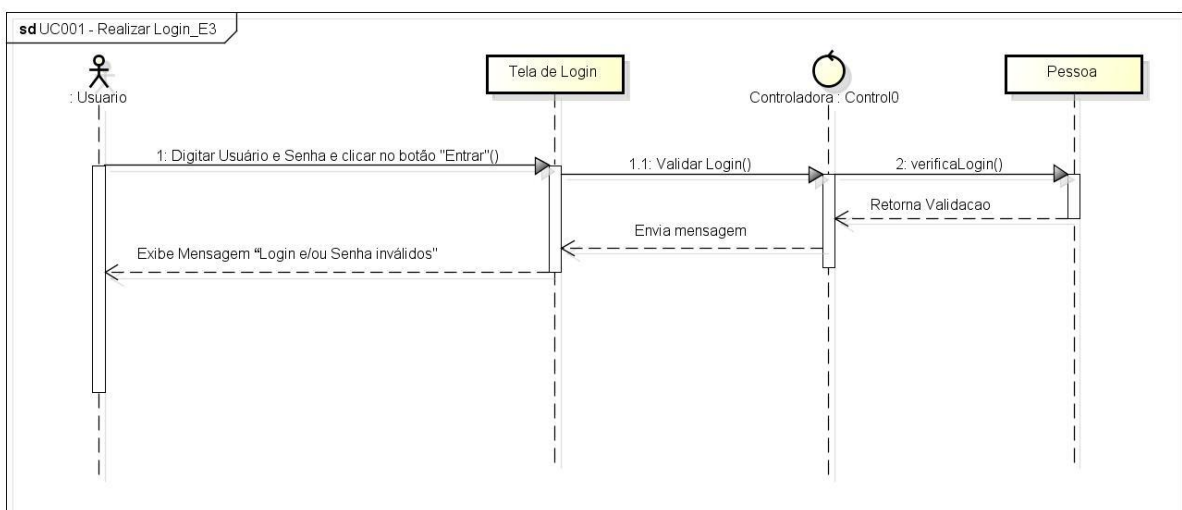 sd UC001 - Realizar Login_E3
: Usuario
Tela de Login
Controladora : Control0
Pessoa
1: Digitar Usuário e Senha e clicar no botão "Entrar"()
1.1: Validar Login()
2: verificaLogin()
Retorna Validacao
Envia mensagem
Exibe Mensagem “Login e/ou Senha inválidos"